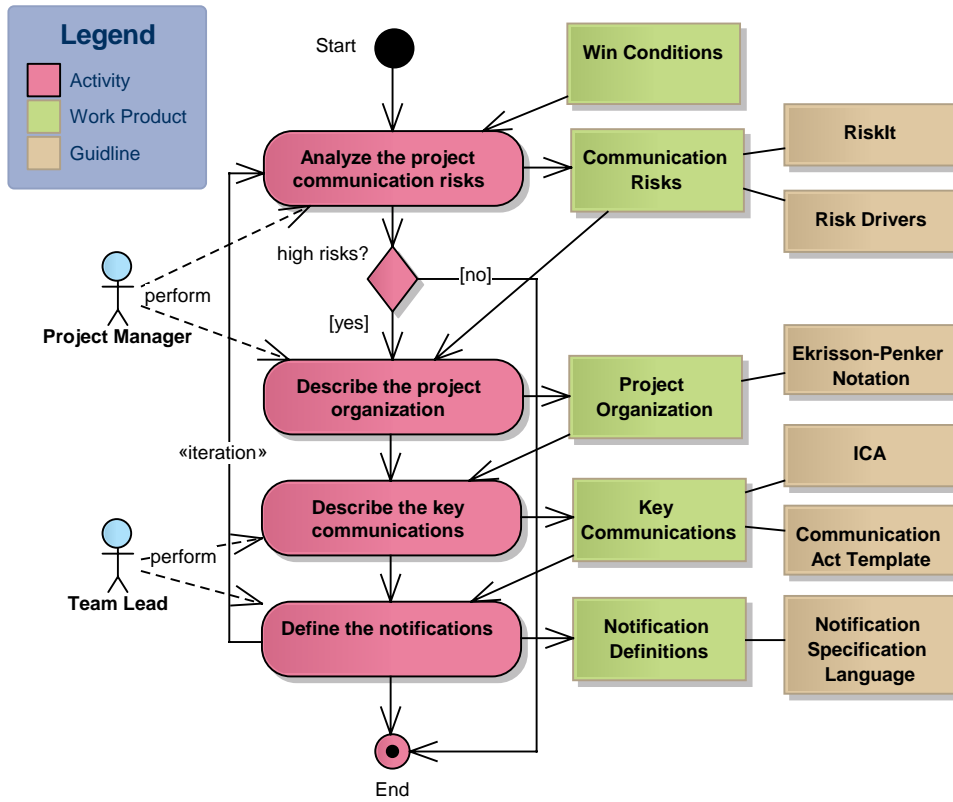 Legend
Activity
Work Product
Guidline
Start
Win Conditions
Analyze the project
communication risks
Communication
Risks
RiskIt
Risk Drivers
high risks?
[no]
[yes]
perform
Project Manager
Describe the project
organization
Project
Organization
Ekrisson-Penker
Notation
«iteration»
Describe the key
communications
Key
Communications
ICA
Communication
Act Template
perform
Team Lead
Define the notifications
Notification
Definitions
Notification
Specification
Language
End